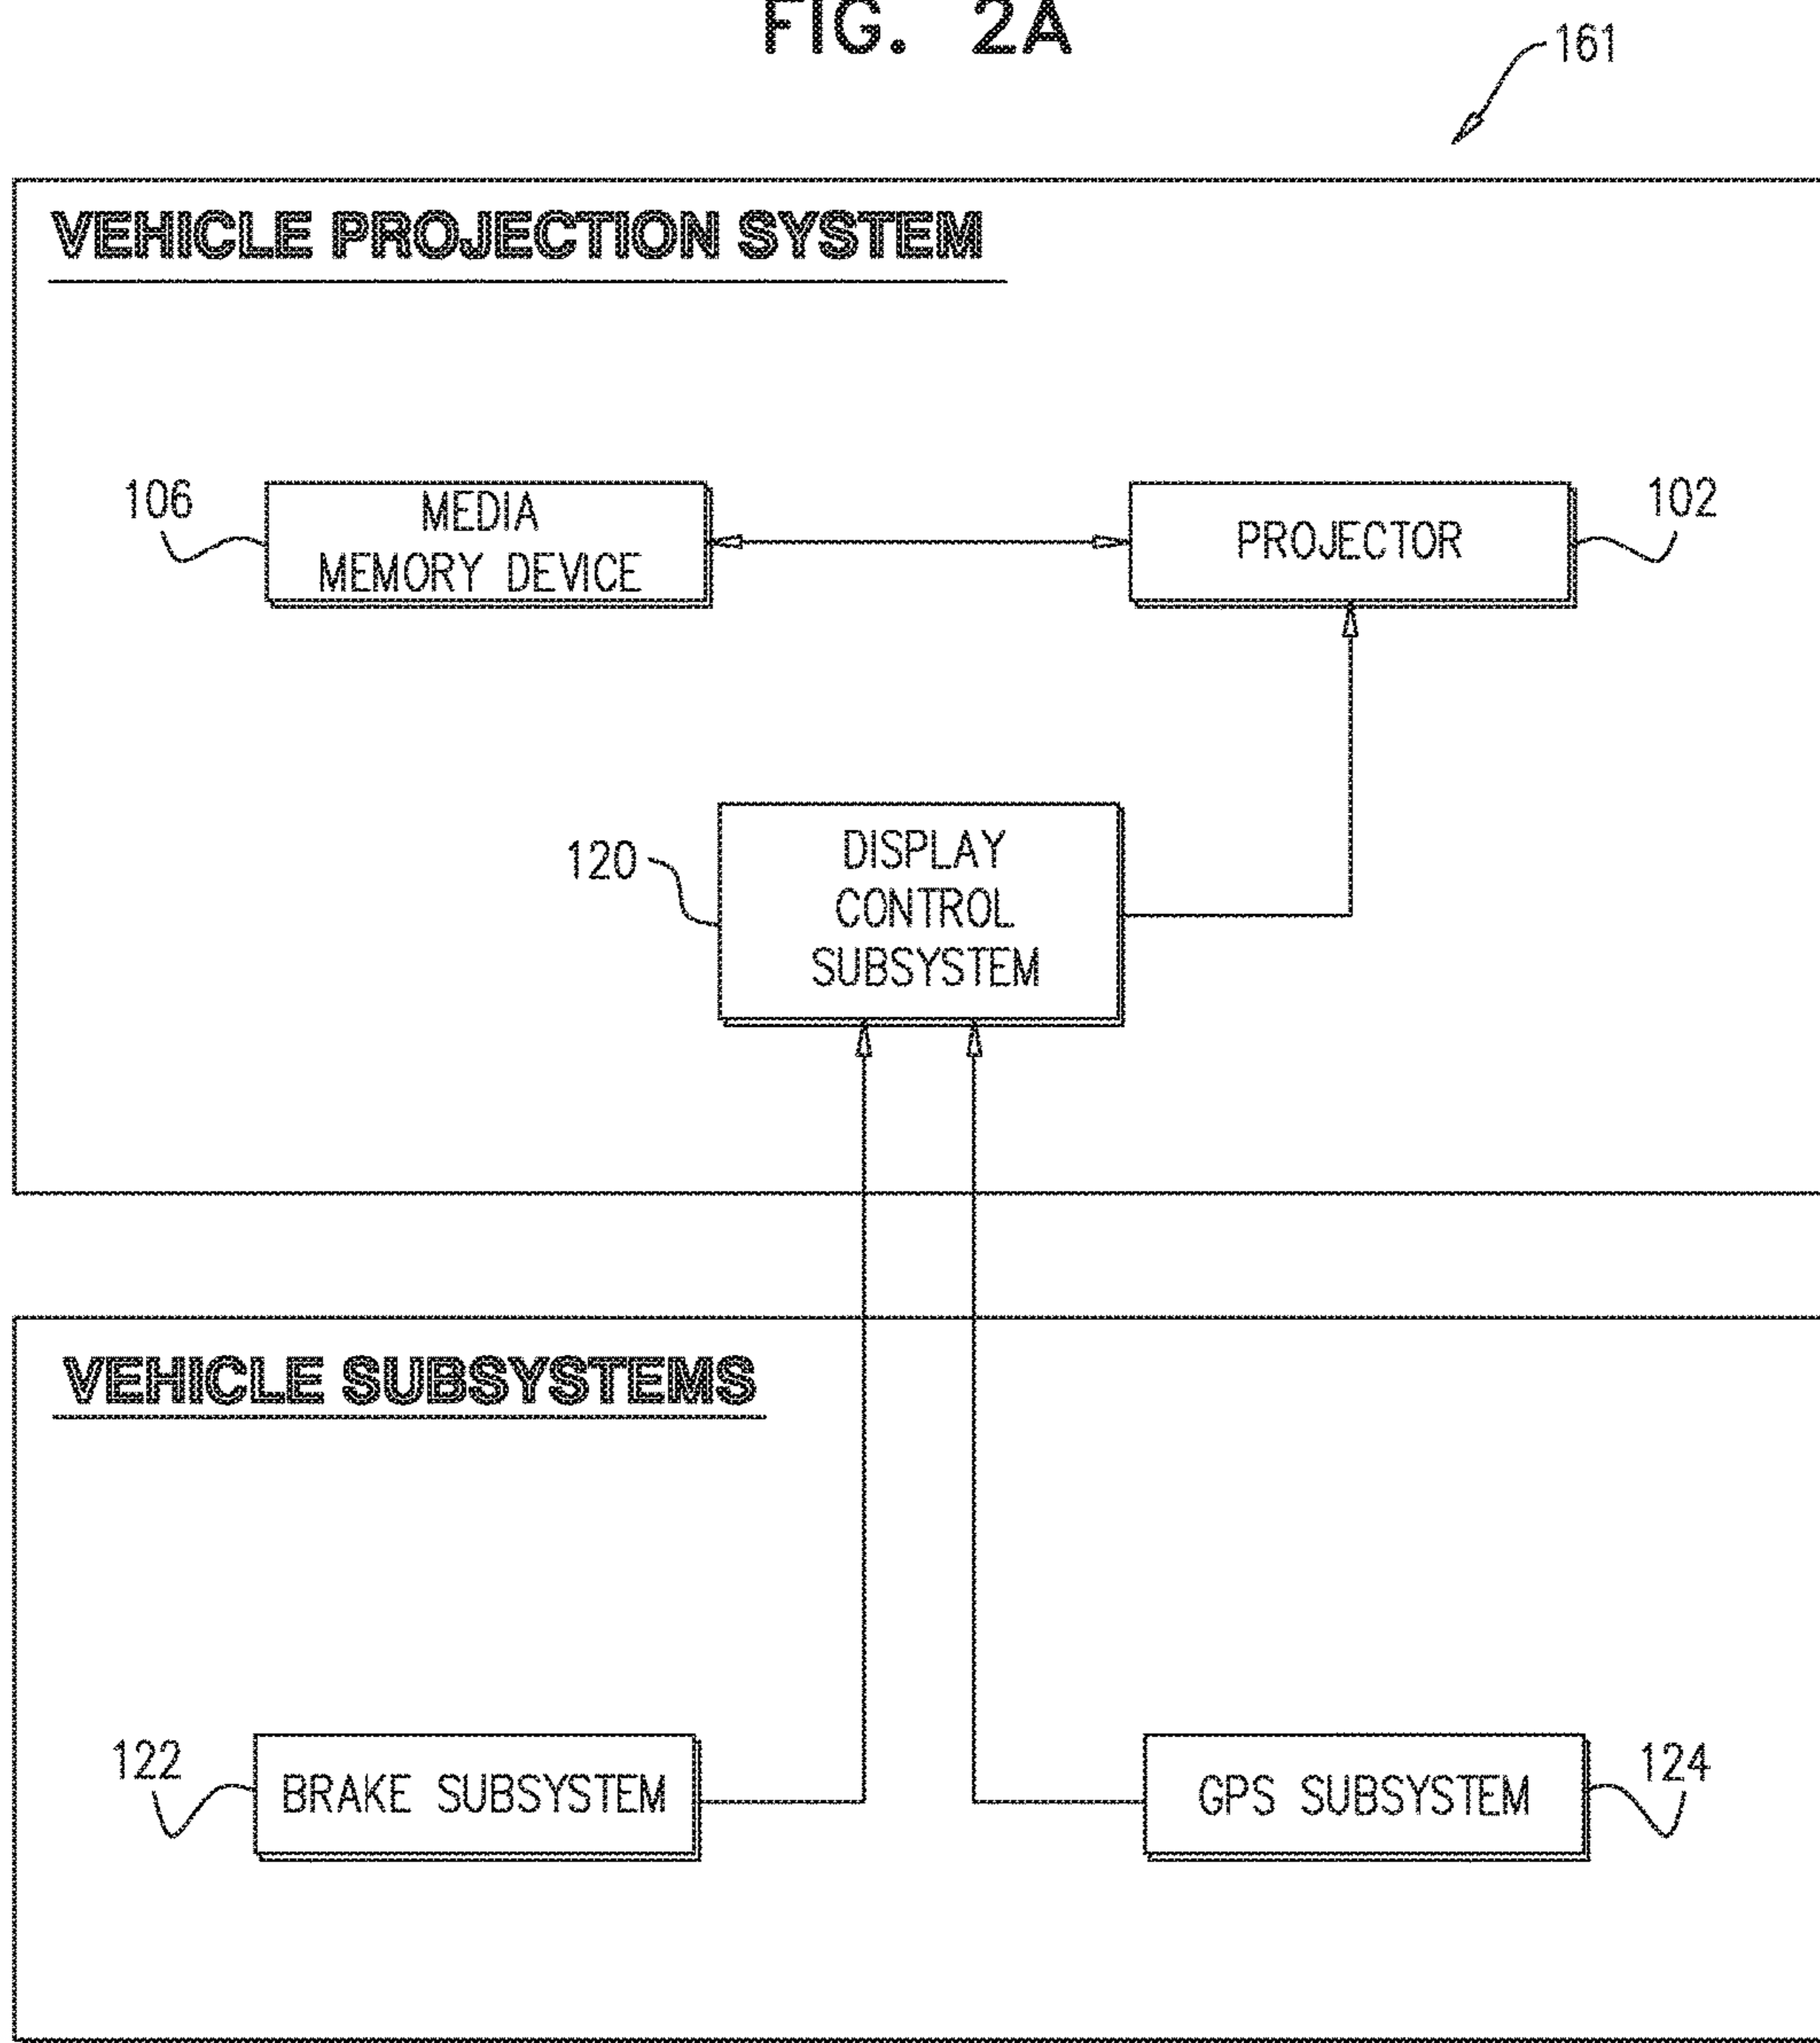 FIG. 2A
161
VEHICLE PROJECTION SYSTEM
106
MEDIA
MEMORY DEVICE
PROJECTOR
102
120
DISPLAY
CONTROL
SUBSYSTEM
VEHICLE SUBSYSTEMS
122
BRAKE SUBSYSTEM
GPS SUBSYSTEM
124